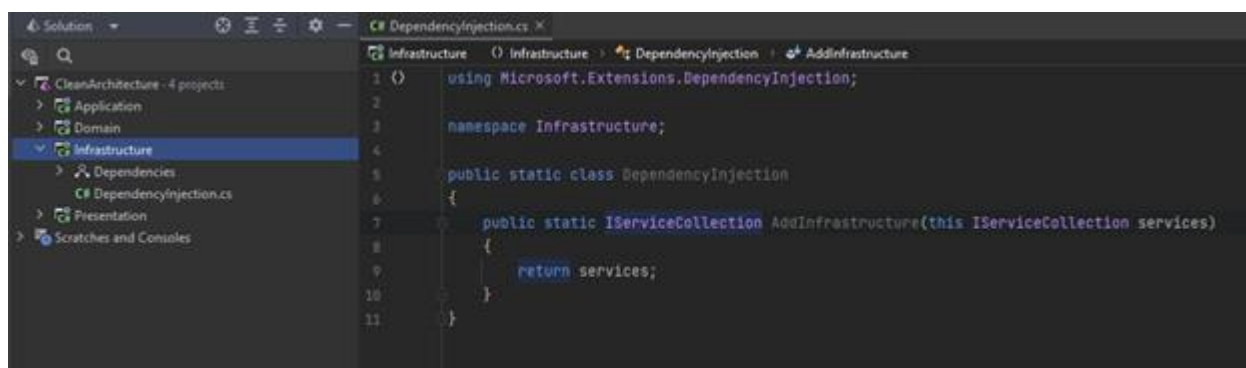 Solution
DependencyInjection.cs
Infrastructure
Infrastructure
DependencyInjection
AddInfrastructure
CleanArchitecture · 4 projects
Application
Domain
Infrastructure
Dependencies
C# DependencyInjection.cs
Presentation
Scratches and Consoles
1 using Microsoft.Extensions.DependencyInjection;
2
3 namespace Infrastructure;
4
5 public static class DependencyInjection
6 {
7 public static IServiceCollection AddInfrastructure(this IServiceCollection services)
8 {
9 return services;
10 }
11 }